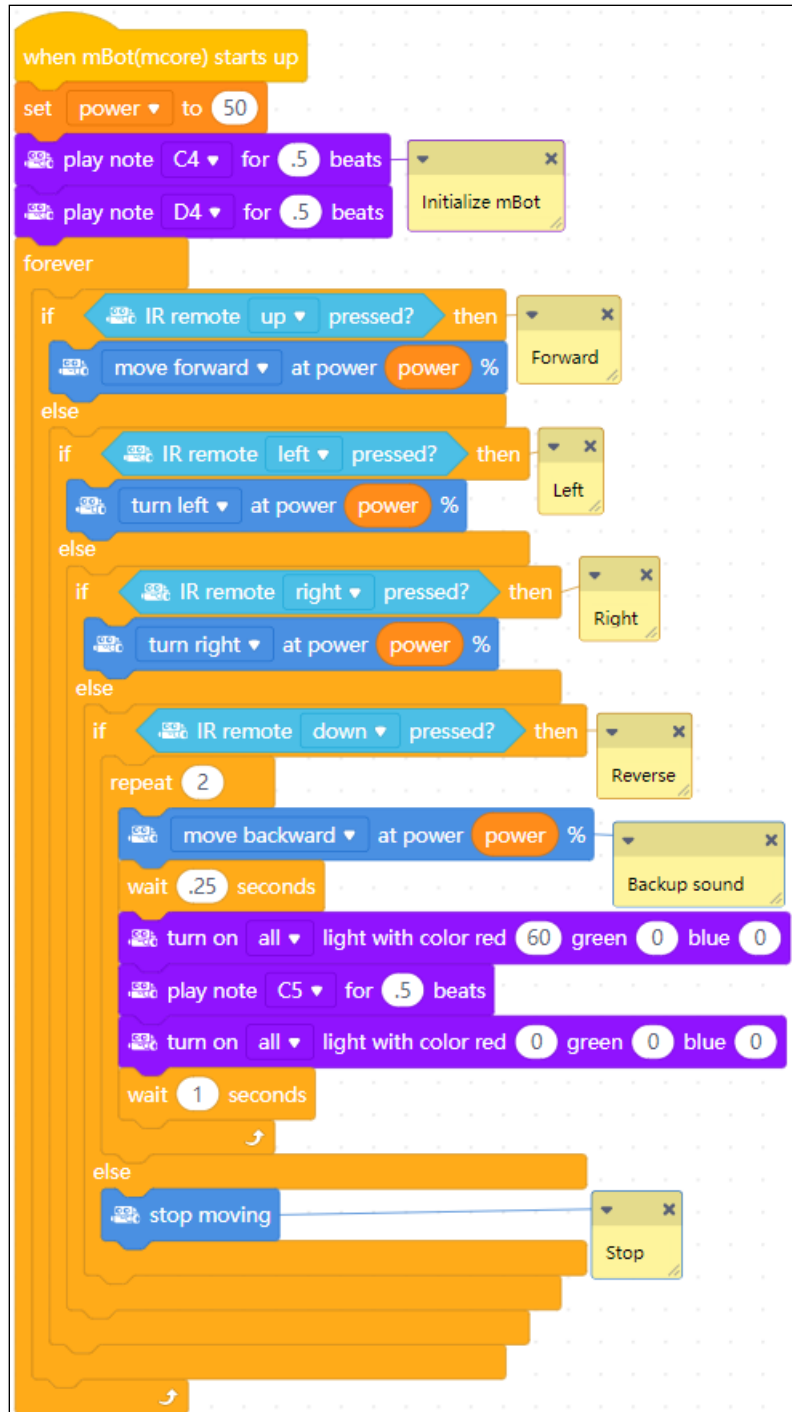 when mBot(mcore) starts up
set power to 50
play note C4 for .5 beats
Initialize mBot
play note D4 for .5 beats
forever
if IR remote up pressed? then
Forward
move forward at power power %
else
if IR remote left pressed? then
Left
turn left at power power %
else
if IR remote right pressed? then
Right
turn right at power power %
else
if IR remote down pressed? then
Reverse
repeat 2
move backward at power power %
Backup sound
wait .25 seconds
turn on all light with color red 60 green 0 blue 0
play note C5 for .5 beats
turn on all light with color red 0 green 0 blue 0
wait 1 seconds
else
stop moving
Stop